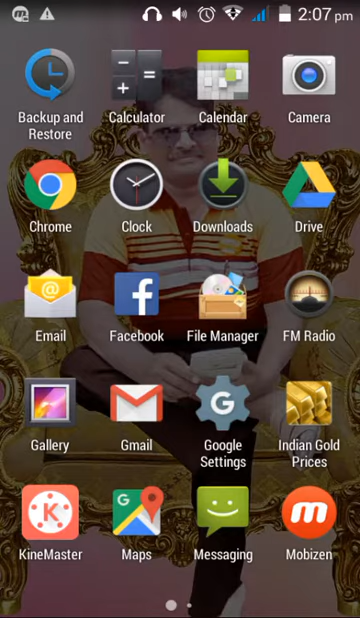 2:07 pm
Backup and
Restore
Calculator
Calendar
Camera
Chrome
Clock
Downloads
Drive
Email
Facebook
File Manager
FM Radio
Gallery
Gmail
Google
Settings
Indian Gold
Prices
KineMaster
Maps
Messaging
Mobizen